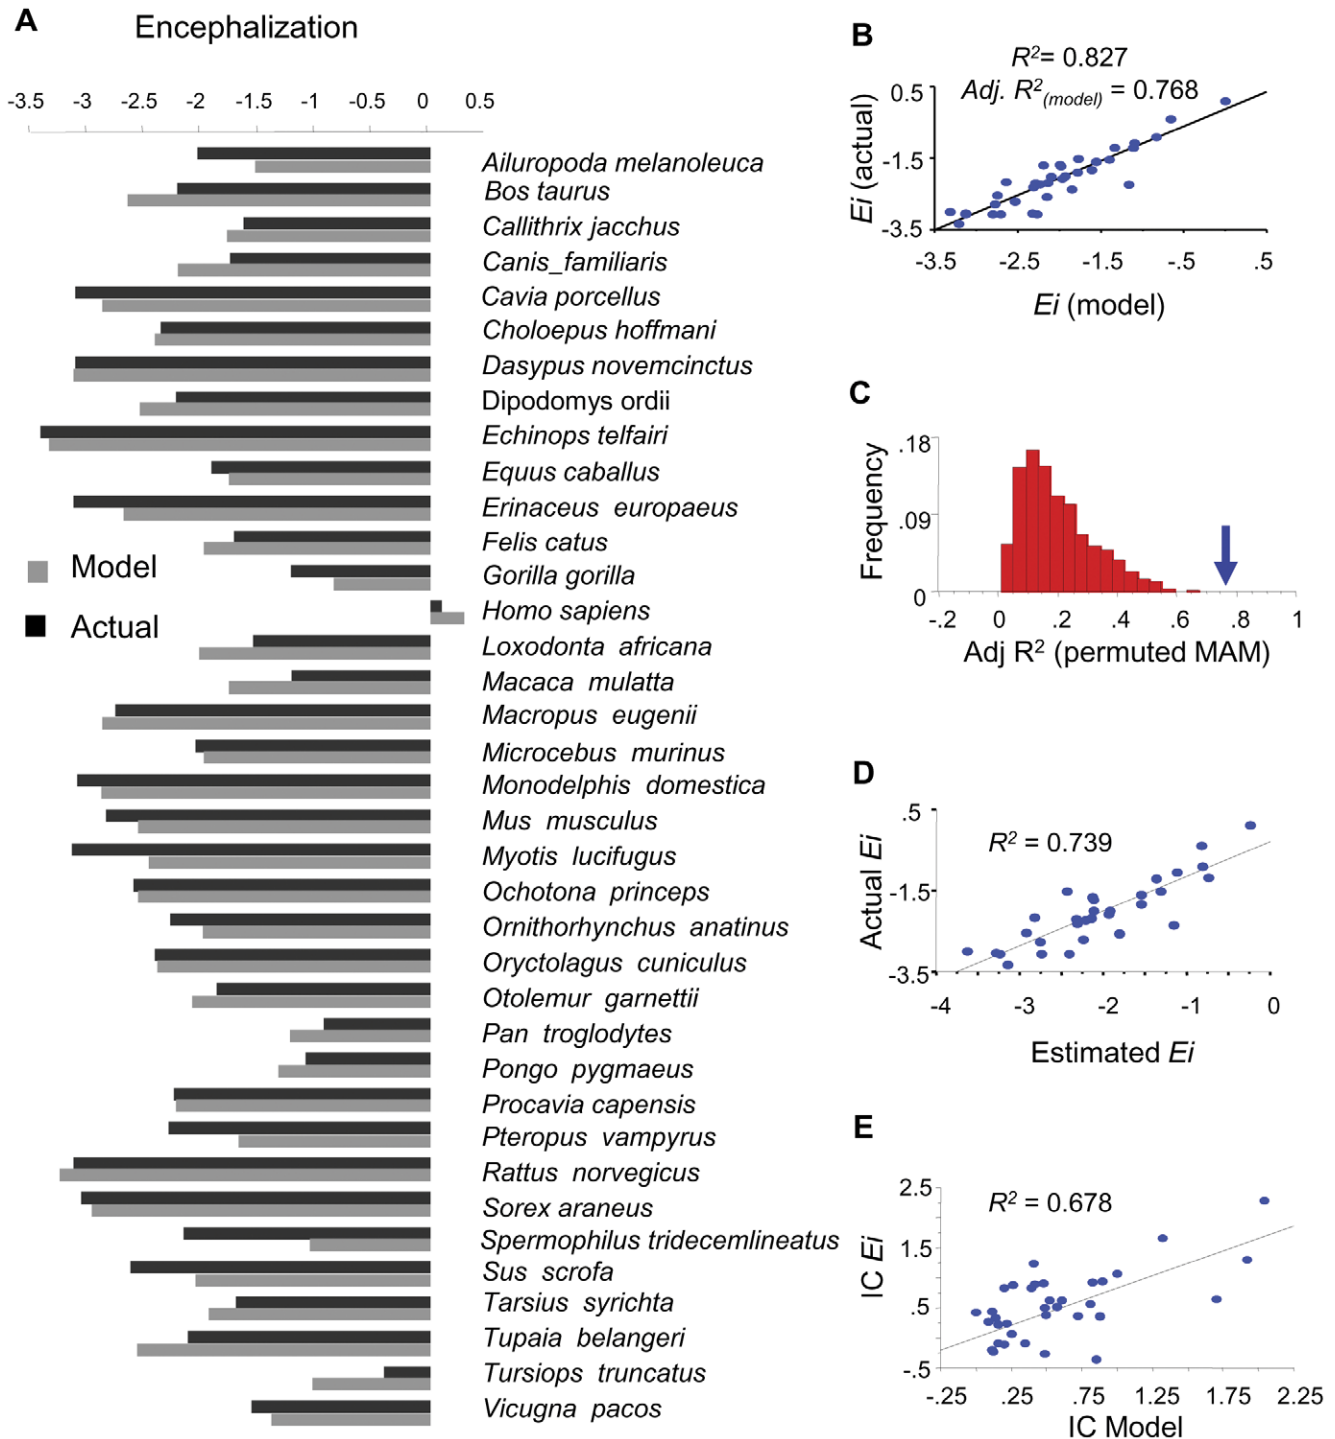 A
Encephalization
-3.5 -3 -2.5 -2 -1.5 -1 -0.5 0 0.5
Ailuropoda melanoleuca
Bos taurus
Callithrix jacchus
Canis_familiaris
Cavia porcellus
Choloepus hoffmani
Dasypus novemcinctus
Dipodomys ordii
Echinops telfairi
Equus caballus
Erinaceus europaeus
Felis catus
Gorilla gorilla
Homo sapiens
Loxodonta africana
Macaca mulatta
Macropus eugenii
Microcebus murinus
Monodelphis domestica
Mus musculus
Myotis lucifugus
Ochotona princeps
Ornithorhynchus anatinus
Oryctolagus cuniculus
Otolemur garnettii
Pan troglodytes
Pongo pygmaeus
Procavia capensis
Pteropus vampyrus
Rattus norvegicus
Sorex araneus
Spermophilus tridecemlineatus
Sus scrofa
Tarsius syrichta
Tupaia belangeri
Tursiops truncatus
Vicugna pacos
Model
Actual
B
R²= 0.827
Adj. R²(model) = 0.768
Ei (actual)
0.5
-1.5
-3.5
-3.5 -2.5 -1.5 -.5 .5
Ei (model)
C
Frequency
.18
.09
0
-.2 0 .2 .4 .6 .8 1
Adj R² (permuted MAM)
D
R² = 0.739
Actual Ei
.5
-1.5
-3.5
-4 -3 -2 -1 0
Estimated Ei
E
R² = 0.678
IC Ei
2.5
1.5
.5
-.5
-.25 .25 .75 1.25 1.75 2.25
IC Model